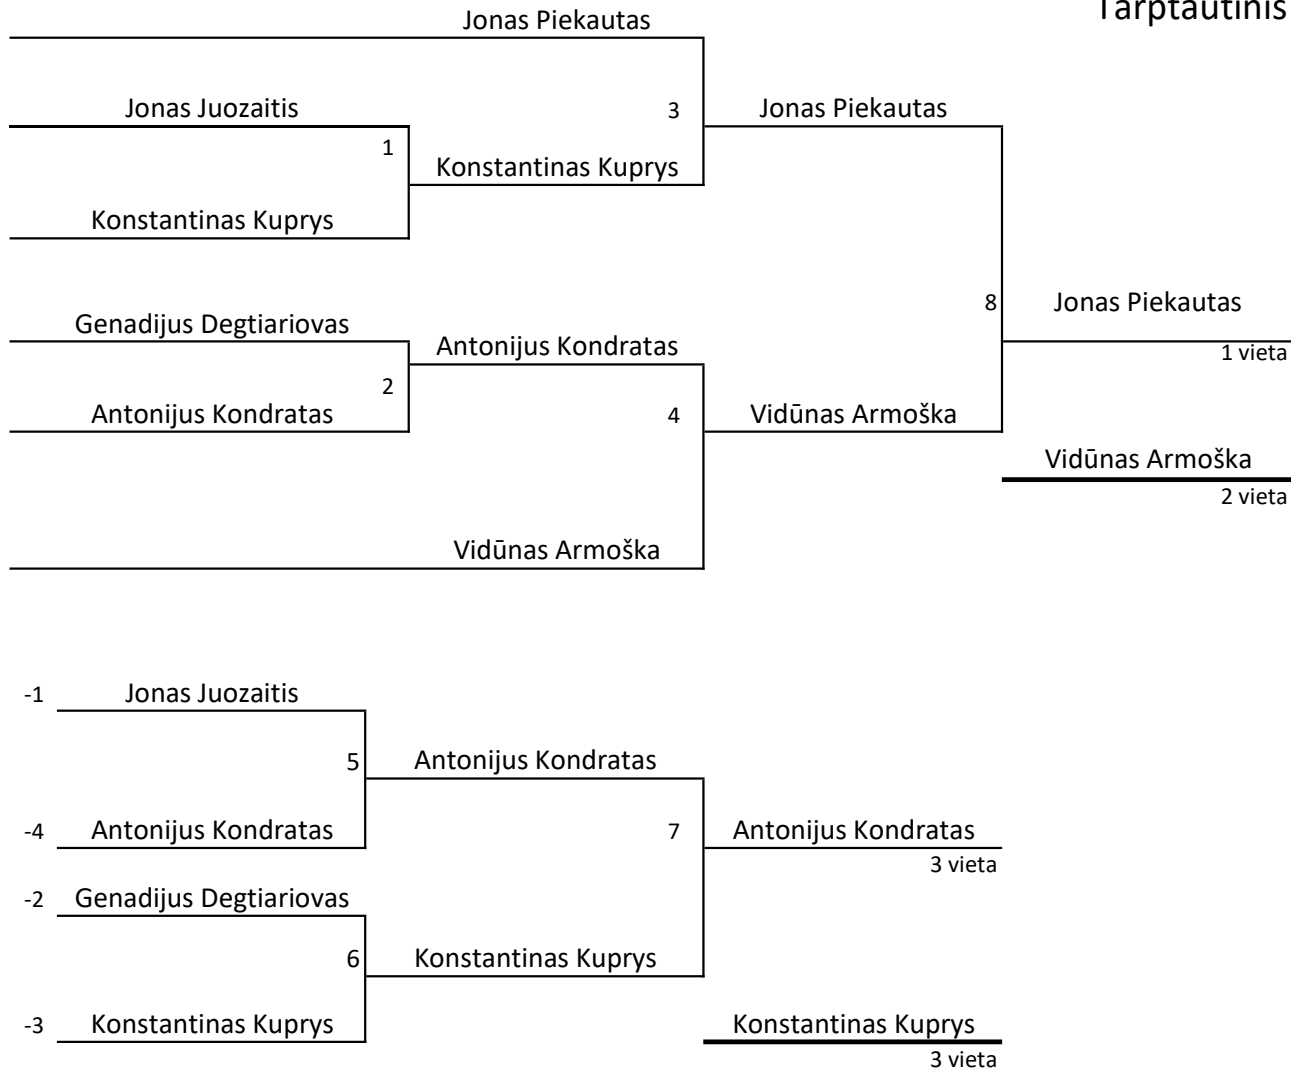 Tarptautinis
Jonas Piekautas
Jonas Juozaitis
3
Jonas Piekautas
1
Konstantinas Kuprys
Konstantinas Kuprys
8
Jonas Piekautas
Genadijus Degtiariovas
Antonijus Kondratas
1 vieta
2
Antonijus Kondratas
4
Vidūnas Armoška
Vidūnas Armoška
2 vieta
Vidūnas Armoška
-1
Jonas Juozaitis
5
Antonijus Kondratas
-4
Antonijus Kondratas
7
Antonijus Kondratas
3 vieta
-2
Genadijus Degtiariovas
6
Konstantinas Kuprys
-3
Konstantinas Kuprys
Konstantinas Kuprys
3 vieta